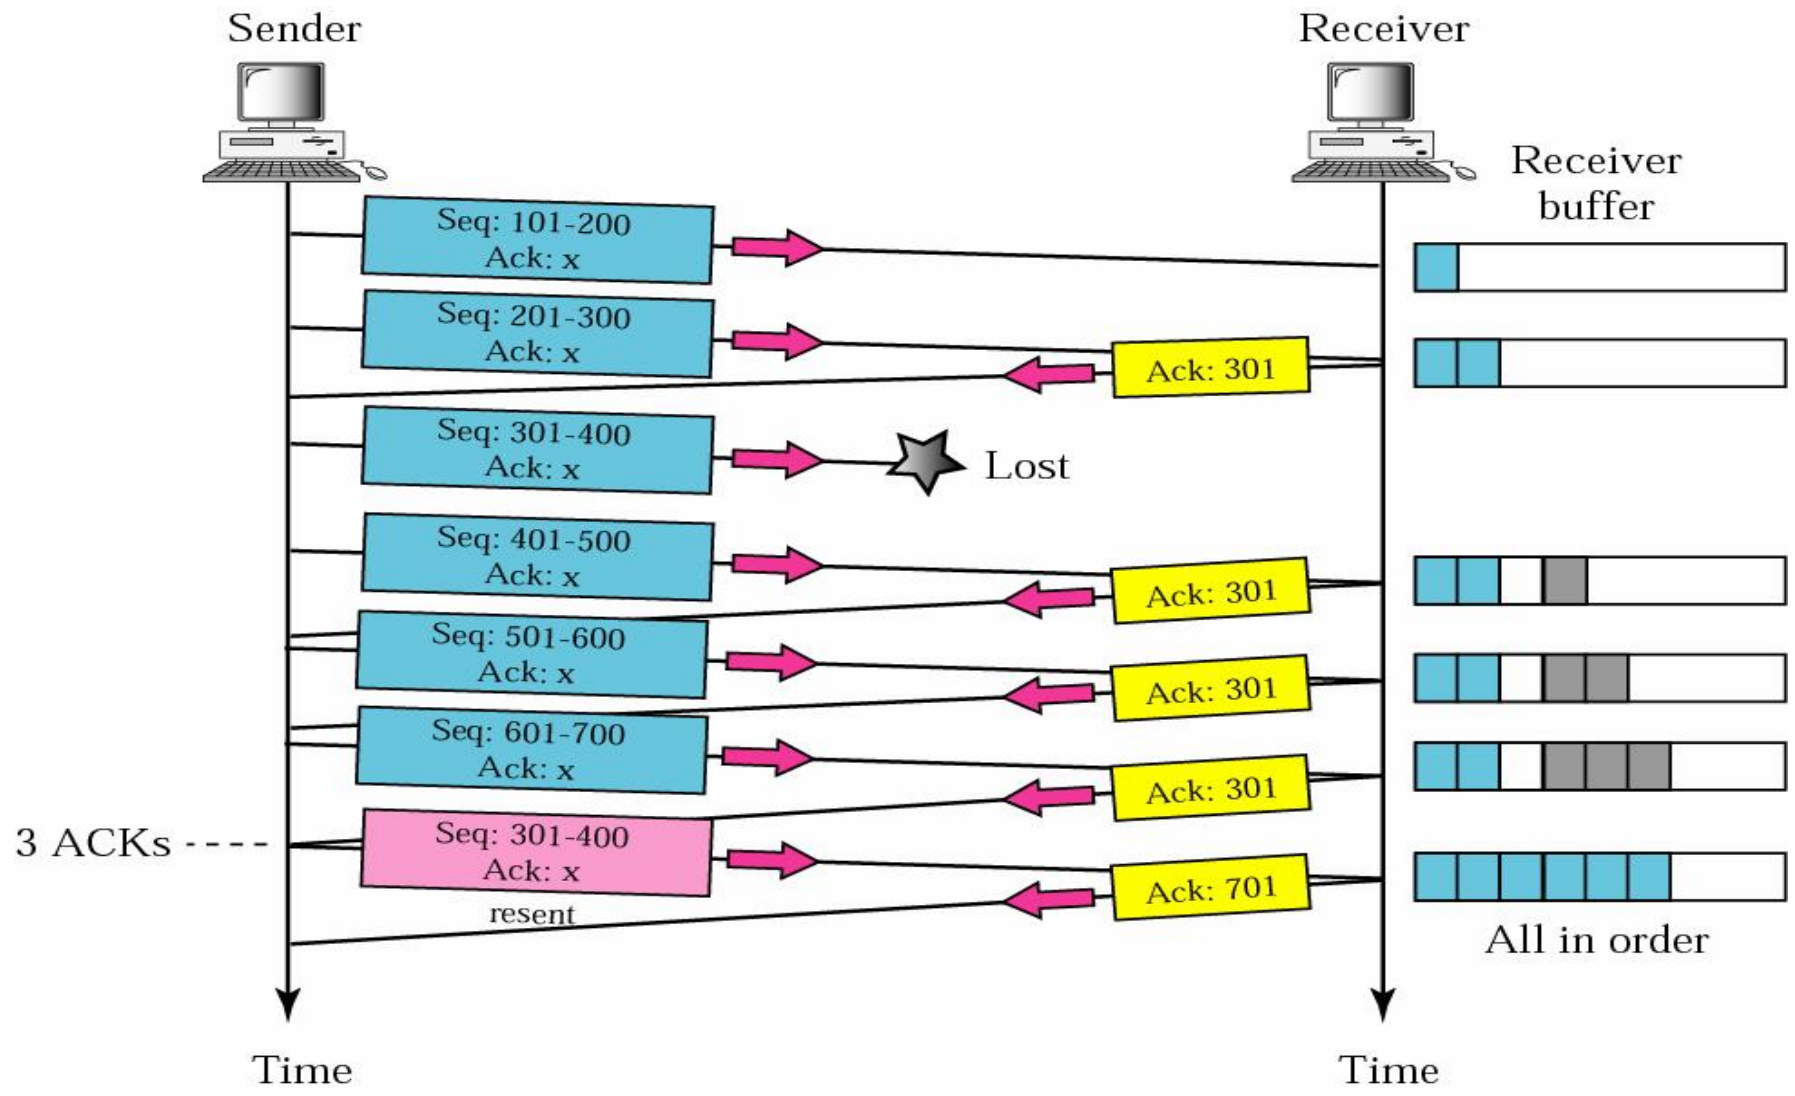 Sender
Receiver
Receiver
buffer
Seq: 101-200
Ack: x
Seq: 201-300
Ack: x
Ack: 301
Seq: 301-400
Ack: x
Lost
Seq: 401-500
Ack: x
Ack: 301
Seq: 501-600
Ack: x
Ack: 301
Seq: 601-700
Ack: x
Ack: 301
3 ACKs
Seq: 301-400
Ack: x
resent
Ack: 701
All in order
Time
Time